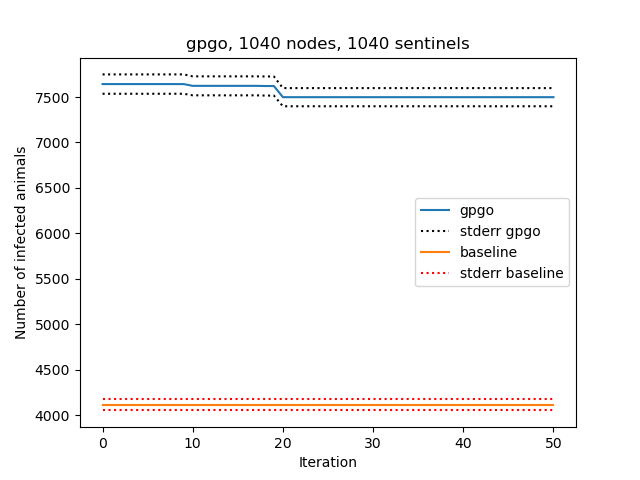 gpgo, 1040 nodes, 1040 sentinels
Number of infected animals
7500
7000
6500
6000
5500
5000
4500
4000
gpgo
stderr gpgo
baseline
stderr baseline
0 10 20 30 40 50
Iteration